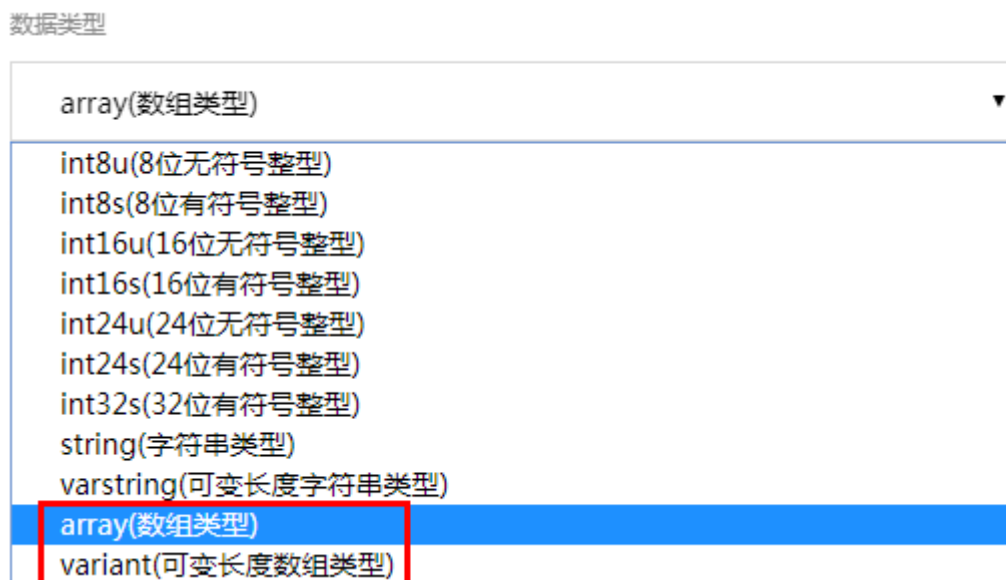 数据类型
array(数组类型)
int8u(8位无符号整型)
int8s(8位有符号整型)
int16u(16位无符号整型)
int16s(16位有符号整型)
int24u(24位无符号整型)
int24s(24位有符号整型)
int32s(32位有符号整型)
string(字符串类型)
varstring(可变长度字符串类型)
array(数组类型)
variant(可变长度数组类型)